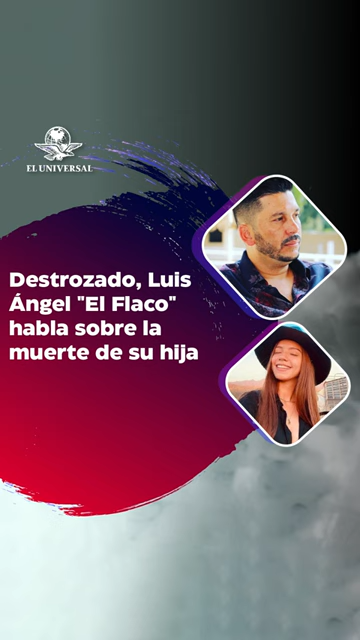 EL UNIVERSAL
Destrozado, Luis
Ángel "El Flaco"
habla sobre la
muerte de su hija